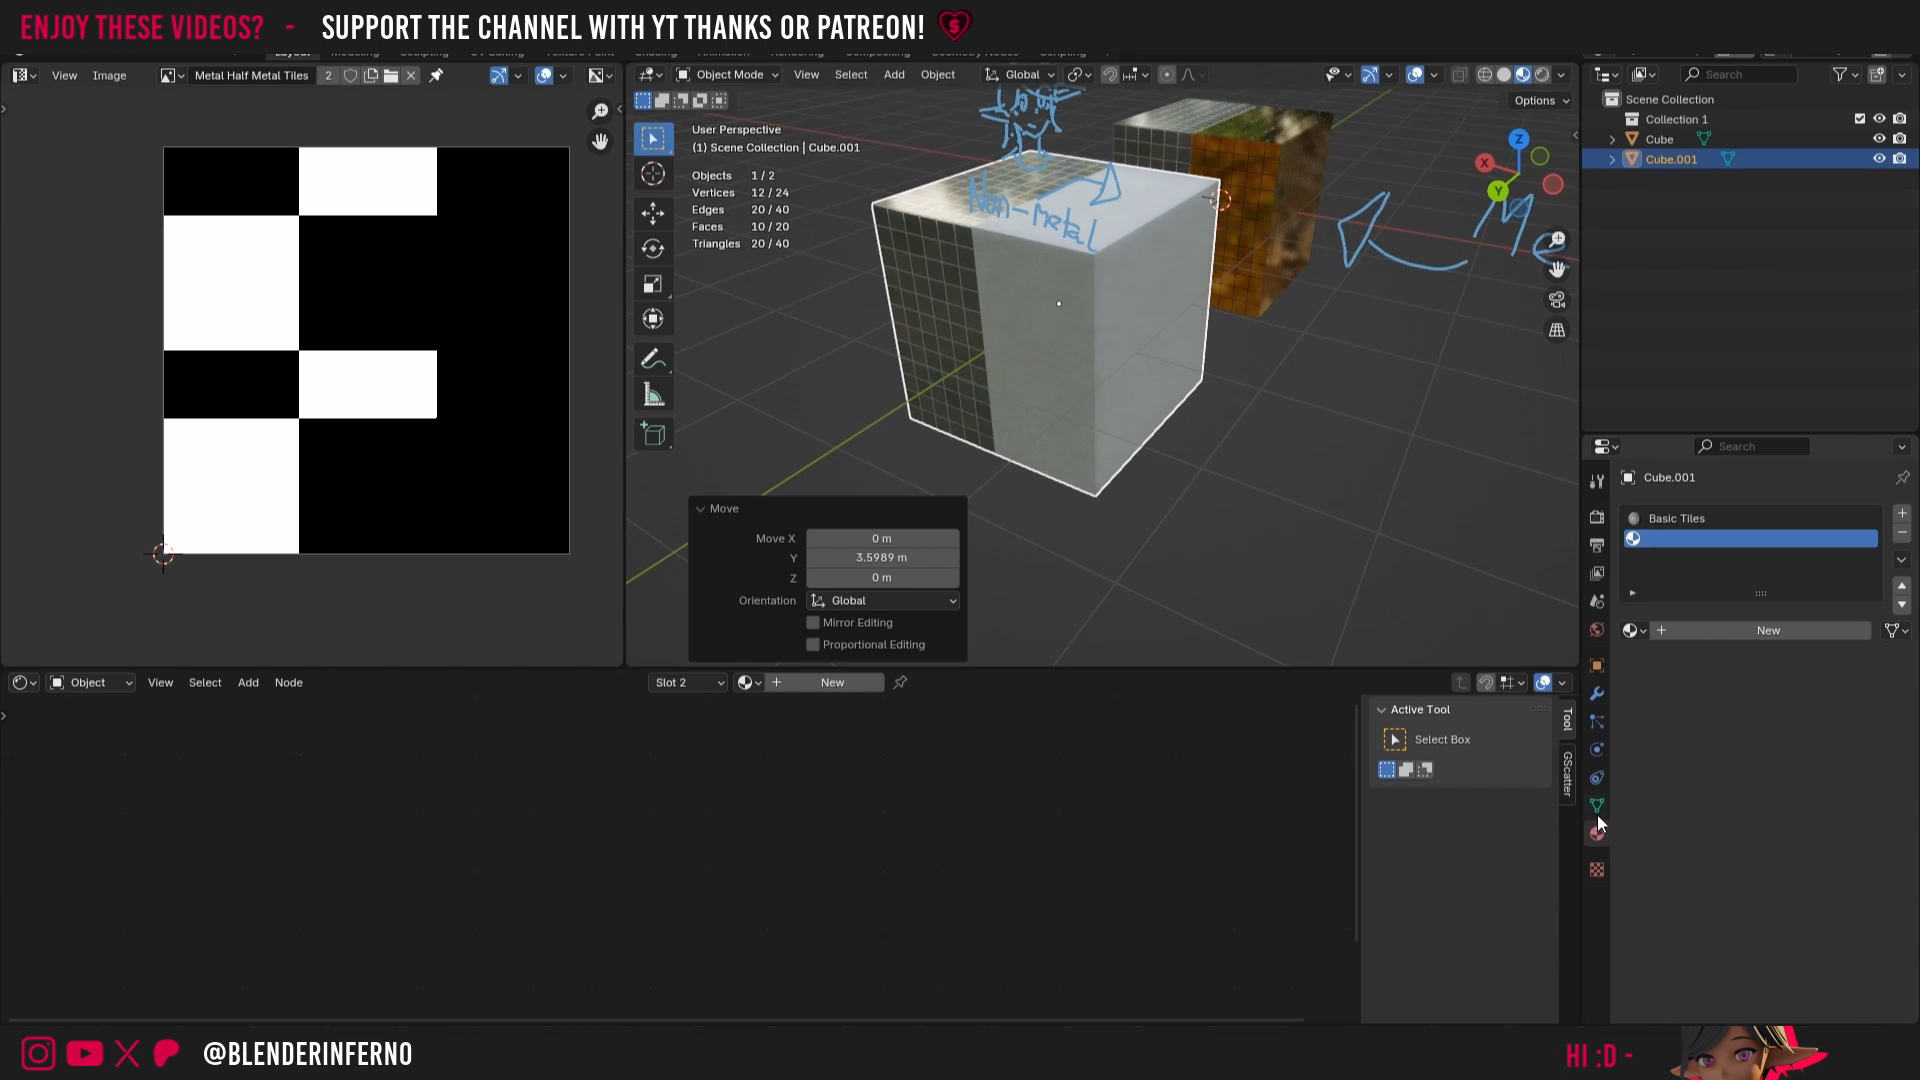 ENJOY THESE VIDEOS? - SUPPORT THE CHANNEL WITH YT THANKS OR PATREON!
View Image Metal Half Metal Tiles 2
Object Mode View Select Add Object Global
Options
User Perspective
(1) Scene Collection | Cube.001
Objects 1 / 2
Vertices 12 / 24
Edges 20 / 40
Faces 10 / 20
Triangles 20 / 40
Non-metal
Me
X
Y
Z
Move
Move X 0 m
Y 3.5989 m
Z 0 m
Orientation Global
Mirror Editing
Proportional Editing
Search
Scene Collection
Collection 1
Cube
Cube.001
Search
Cube.001
Basic Tiles
New
Object View Select Add Node Slot 2 New
Active Tool
Select Box
Tool
GScatter
@BLENDERINFERNO
HI :D -